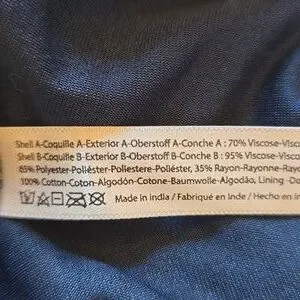 Shell A-Coquille A-Exterior A-Oberstoff A-Conche A : 70% Viscose-Visc
Shell B-Coquille B-Exterior B-Oberstoff B-Conche B : 95% Viscose-Visc
65% Polyester-Poliéster-Polyester-Poliéster, 35% Rayon-Rayonne-Rayo
100% Cotton-Coton-Algodón-Cotone-Baumwolle-Algodão, Lining -Do
Made in india / Fabriqué en Inde / Hecho en in